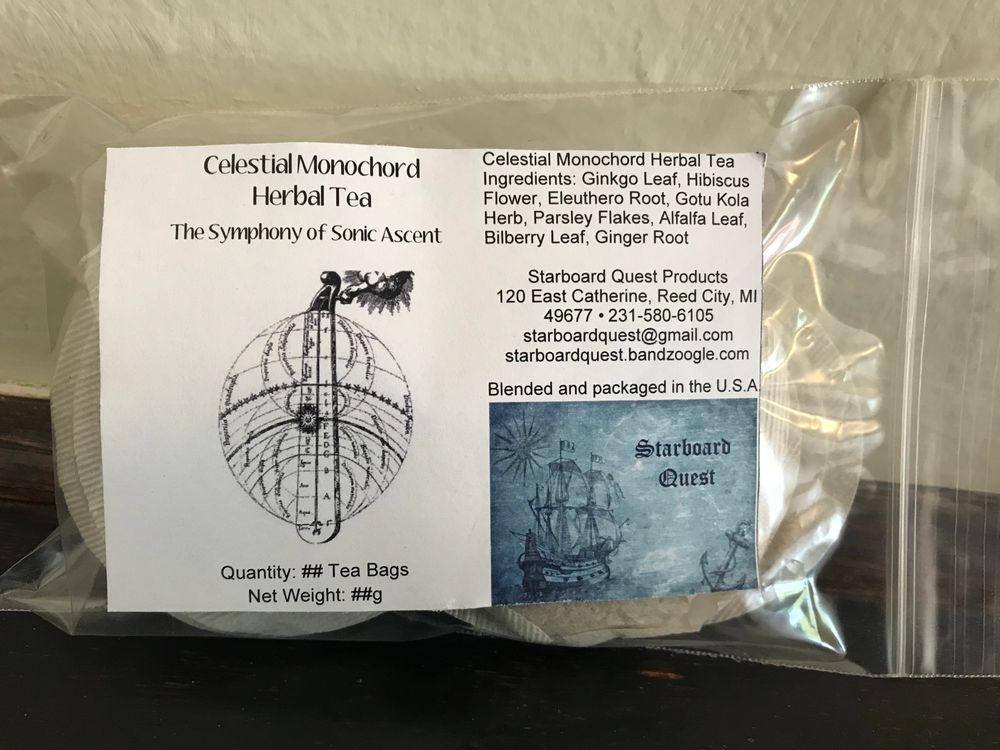 Celestial Monochord
Herbal Tea
The Symphony of Sonic Ascent
Quantity: ## Tea Bags
Net Weight: ##g
Celestial Monochord Herbal Tea
Ingredients: Ginkgo Leaf, Hibiscus
Flower, Eleuthero Root, Gotu Kola
Herb, Parsley Flakes, Alfalfa Leaf,
Bilberry Leaf, Ginger Root
Starboard Quest Products
120 East Catherine, Reed City, MI
49677 • 231-580-6105
starboardquest@gmail.com
starboardquest.bandzoogle.com
Blended and packaged in the U.S.A
Starboard
Quest